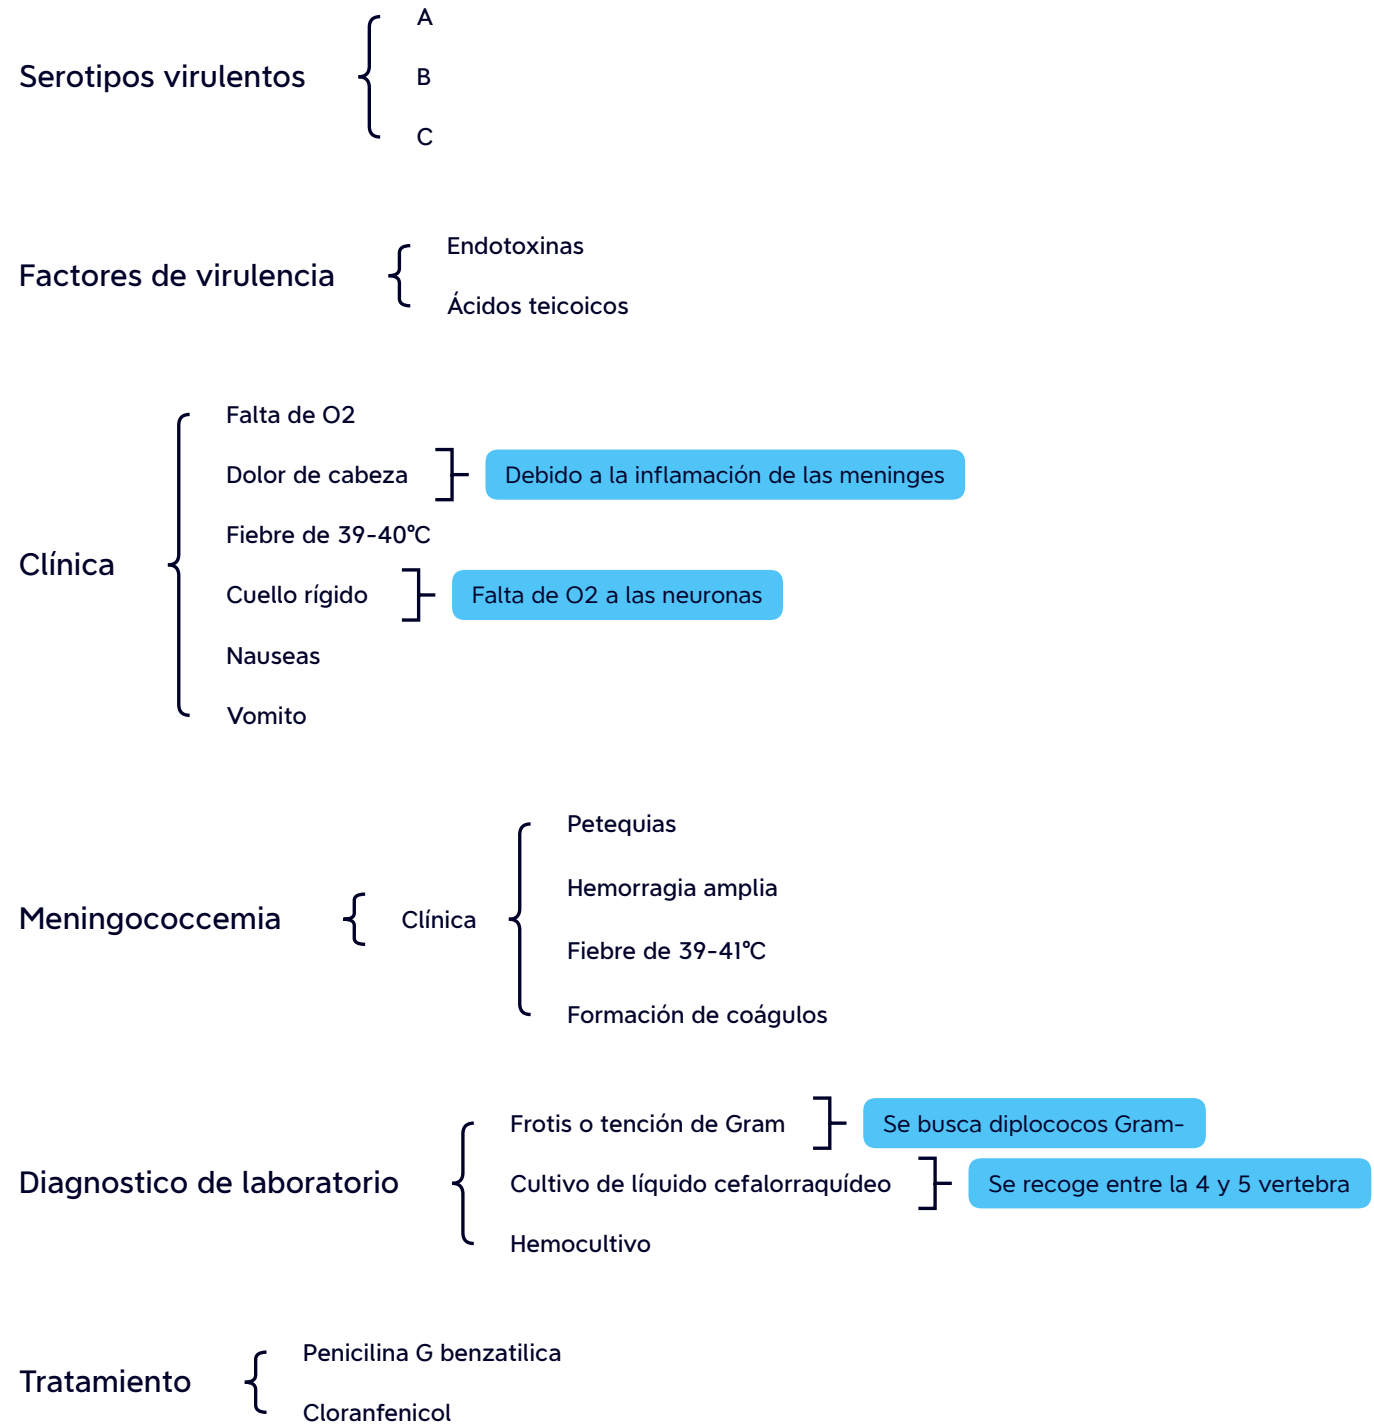 Serotipos virulentos
A
B
C
Factores de virulencia
Endotoxinas
Ácidos teicoicos
Clínica
Falta de O2
Dolor de cabeza
Debido a la inflamación de las meninges
Fiebre de 39-40°C
Cuello rígido
Falta de O2 a las neuronas
Nauseas
Vomito
Meningococcemia
Clínica
Petequias
Hemorragia amplia
Fiebre de 39-41°C
Formación de coágulos
Diagnostico de laboratorio
Frotis o tención de Gram
Se busca diplococos Gram-
Cultivo de líquido cefalorraquídeo
Se recoge entre la 4 y 5 vertebra
Hemocultivo
Tratamiento
Penicilina G benzatilica
Cloranfenicol